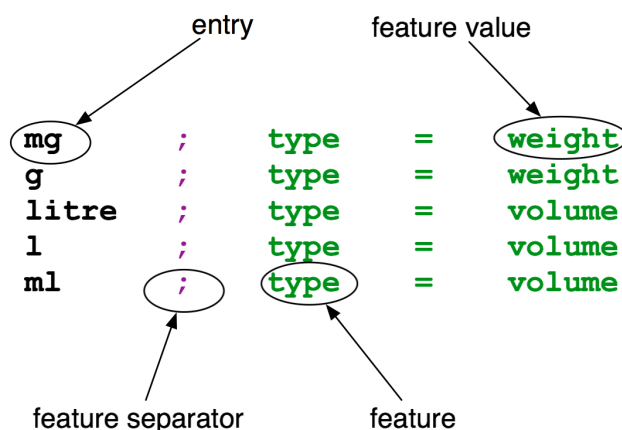 entry feature value
mg ; type = weight
g ; type = weight
litre ; type = volume
l ; type = volume
ml ; type = volume
feature separator feature